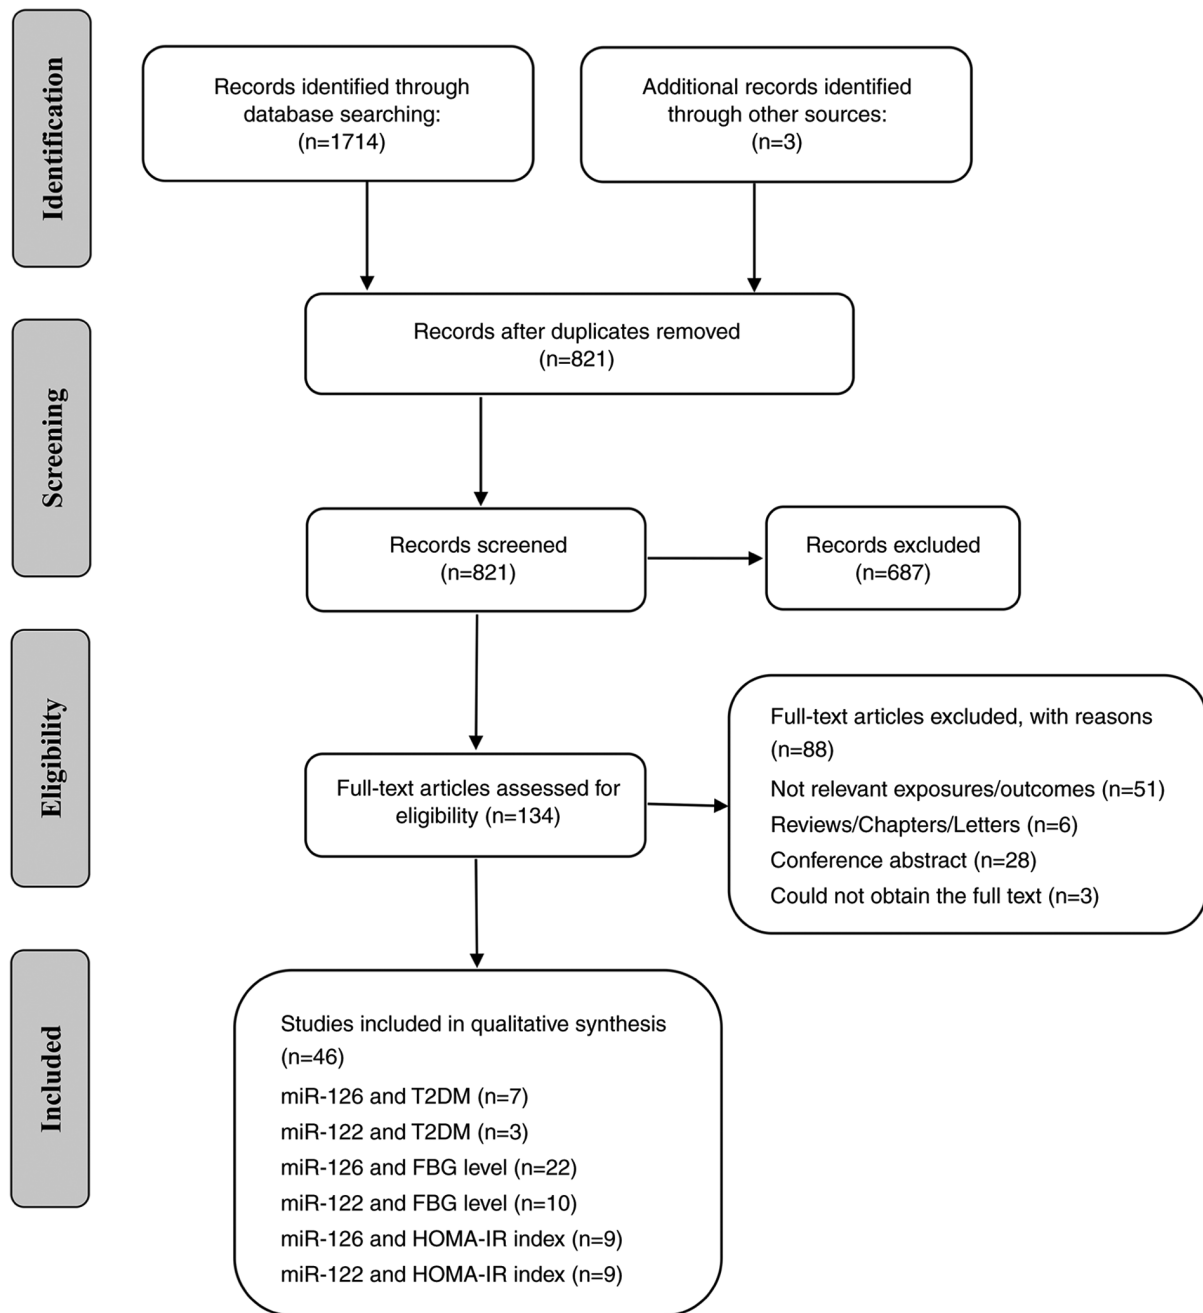 Identification
Records identified through
database searching:
(n=1714)
Additional records identified
through other sources:
(n=3)
Records after duplicates removed
(n=821)
Screening
Records screened
(n=821)
Records excluded
(n=687)
Eligibility
Full-text articles assessed for
eligibility (n=134)
Full-text articles excluded, with reasons
(n=88)
Not relevant exposures/outcomes (n=51)
Reviews/Chapters/Letters (n=6)
Conference abstract (n=28)
Could not obtain the full text (n=3)
Included
Studies included in qualitative synthesis
(n=46)
miR-126 and T2DM (n=7)
miR-122 and T2DM (n=3)
miR-126 and FBG level (n=22)
miR-122 and FBG level (n=10)
miR-126 and HOMA-IR index (n=9)
miR-122 and HOMA-IR index (n=9)